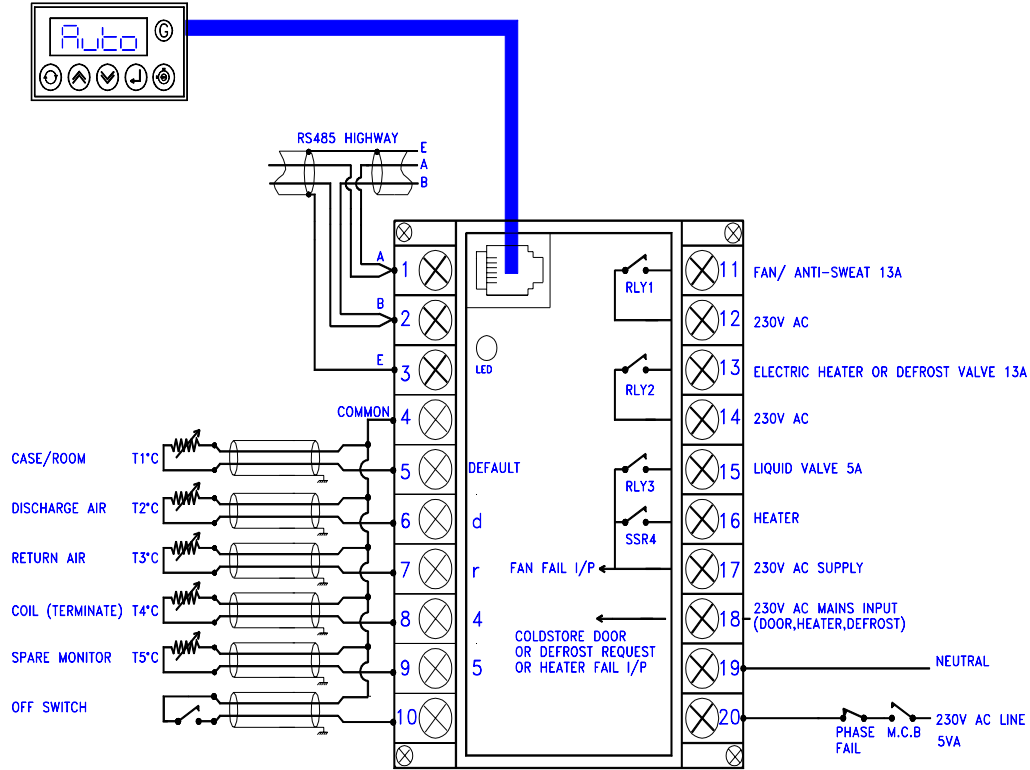 Auto
G
RS485 HIGHWAY
E
A
B
A
B
E
COMMON
1
2
3
4
5
6
7
8
9
10
CASE/ROOM T1°C
DISCHARGE AIR T2°C
RETURN AIR T3°C
COIL (TERMINATE) T4°C
SPARE MONITOR T5°C
OFF SWITCH
LED
DEFAULT
d
r
4
5
RLY1
RLY2
RLY3
SSR4
FAN FAIL I/P
COLDSTORE DOOR
OR DEFROST REQUEST
OR HEATER FAIL I/P
11 FAN/ ANTI-SWEAT 13A
12 230V AC
13 ELECTRIC HEATER OR DEFROST VALVE 13A
14 230V AC
15 LIQUID VALVE 5A
16 HEATER
17 230V AC SUPPLY
18 230V AC MAINS INPUT
(DOOR,HEATER,DEFROST)
19 NEUTRAL
20 230V AC LINE
5VA
PHASE
FAIL
M.C.B